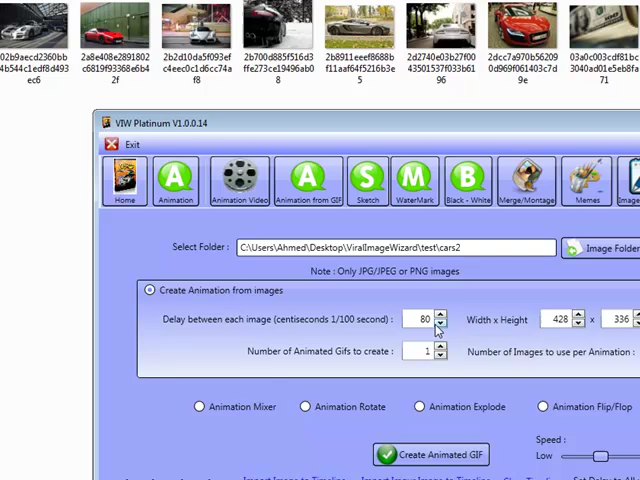 02b9aecd2360bb 2a8e408e2891802 2b2d10da5f093ef 2b700d885f516d3 2b8911eeef8688b 2d2740e03b27f00 2dcc7a970b56209 03a0c003cdf81bc
4b544c1edf8d493 c6819f93368e6b4 c4eec0c1d6cc74a ffe273ce19496ab0 f11aaf64f5216b3e 43501537f033b61 0d969f061403c7d 3040ad01e5eb8fa
ec6 2f f8 8 5 96 9e 71
VIW Platinum V1.0.0.14
Exit
Home Animation Animation Video Animation from GIF Sketch WaterMark Black - White Merge/Montage Memes Image
Select Folder : C:\Users\Ahmed\Desktop\ViralImageWizard\test\cars2 Image Folder
Note : Only JPG/JPEG or PNG images
Create Animation from images
Delay between each image (centiseconds 1/100 second) : 80 Width x Height 428 x 336
Number of Animated Gifs to create : 1 Number of Images to use per Animation :
Animation Mixer Animation Rotate Animation Explode Animation Flip/Flop
Speed :
Create Animated GIF Low